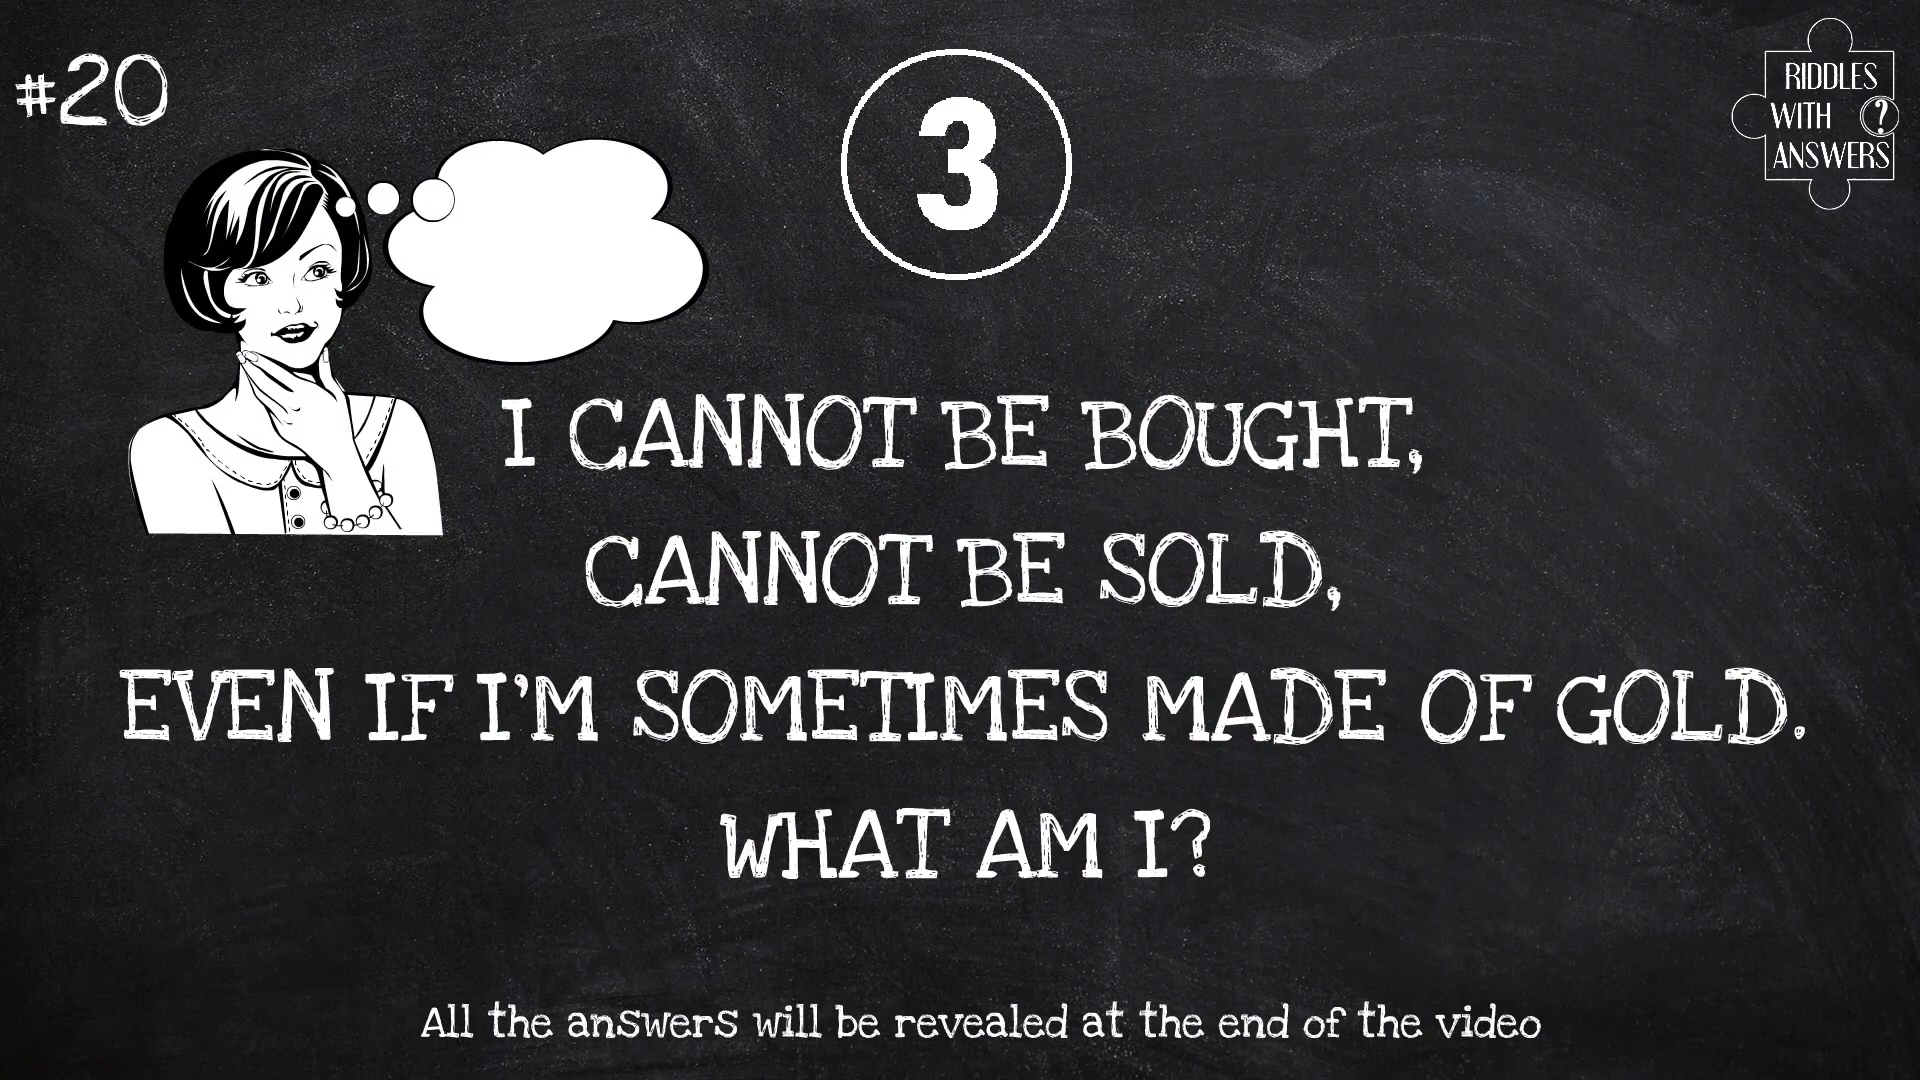 #20
3
RIDDLES
WITH ?
ANSWERS
I CANNOT BE BOUGHT,
CANNOT BE SOLD,
EVEN IF I'M SOMETIMES MADE OF GOLD.
WHAT AM I?
All the answers will be revealed at the end of the video